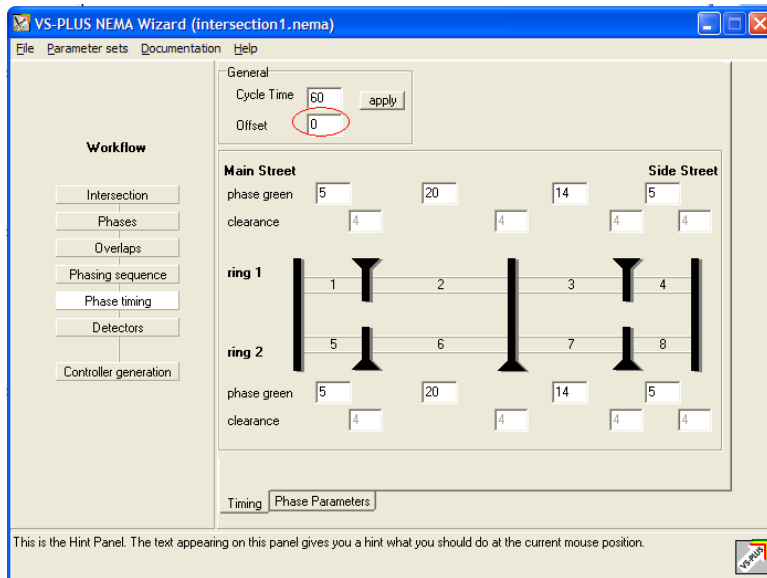 VS-PLUS NEMA Wizard (intersection1.nema)
File Parameter sets Documentation Help
General
Cycle Time 60 apply
Offset 0
Workflow
Intersection
Phases
Overlaps
Phasing sequence
Phase timing
Detectors
Controller generation
Main Street Side Street
phase green 5 20 14 5
clearance 4 4 4 4
ring 1
1 2 3 4
5 6 7 8
ring 2
phase green 5 20 14 5
clearance 4 4 4 4
Timing Phase Parameters
This is the Hint Panel. The text appearing on this panel gives you a hint what you should do at the current mouse position.
VS-PLUS